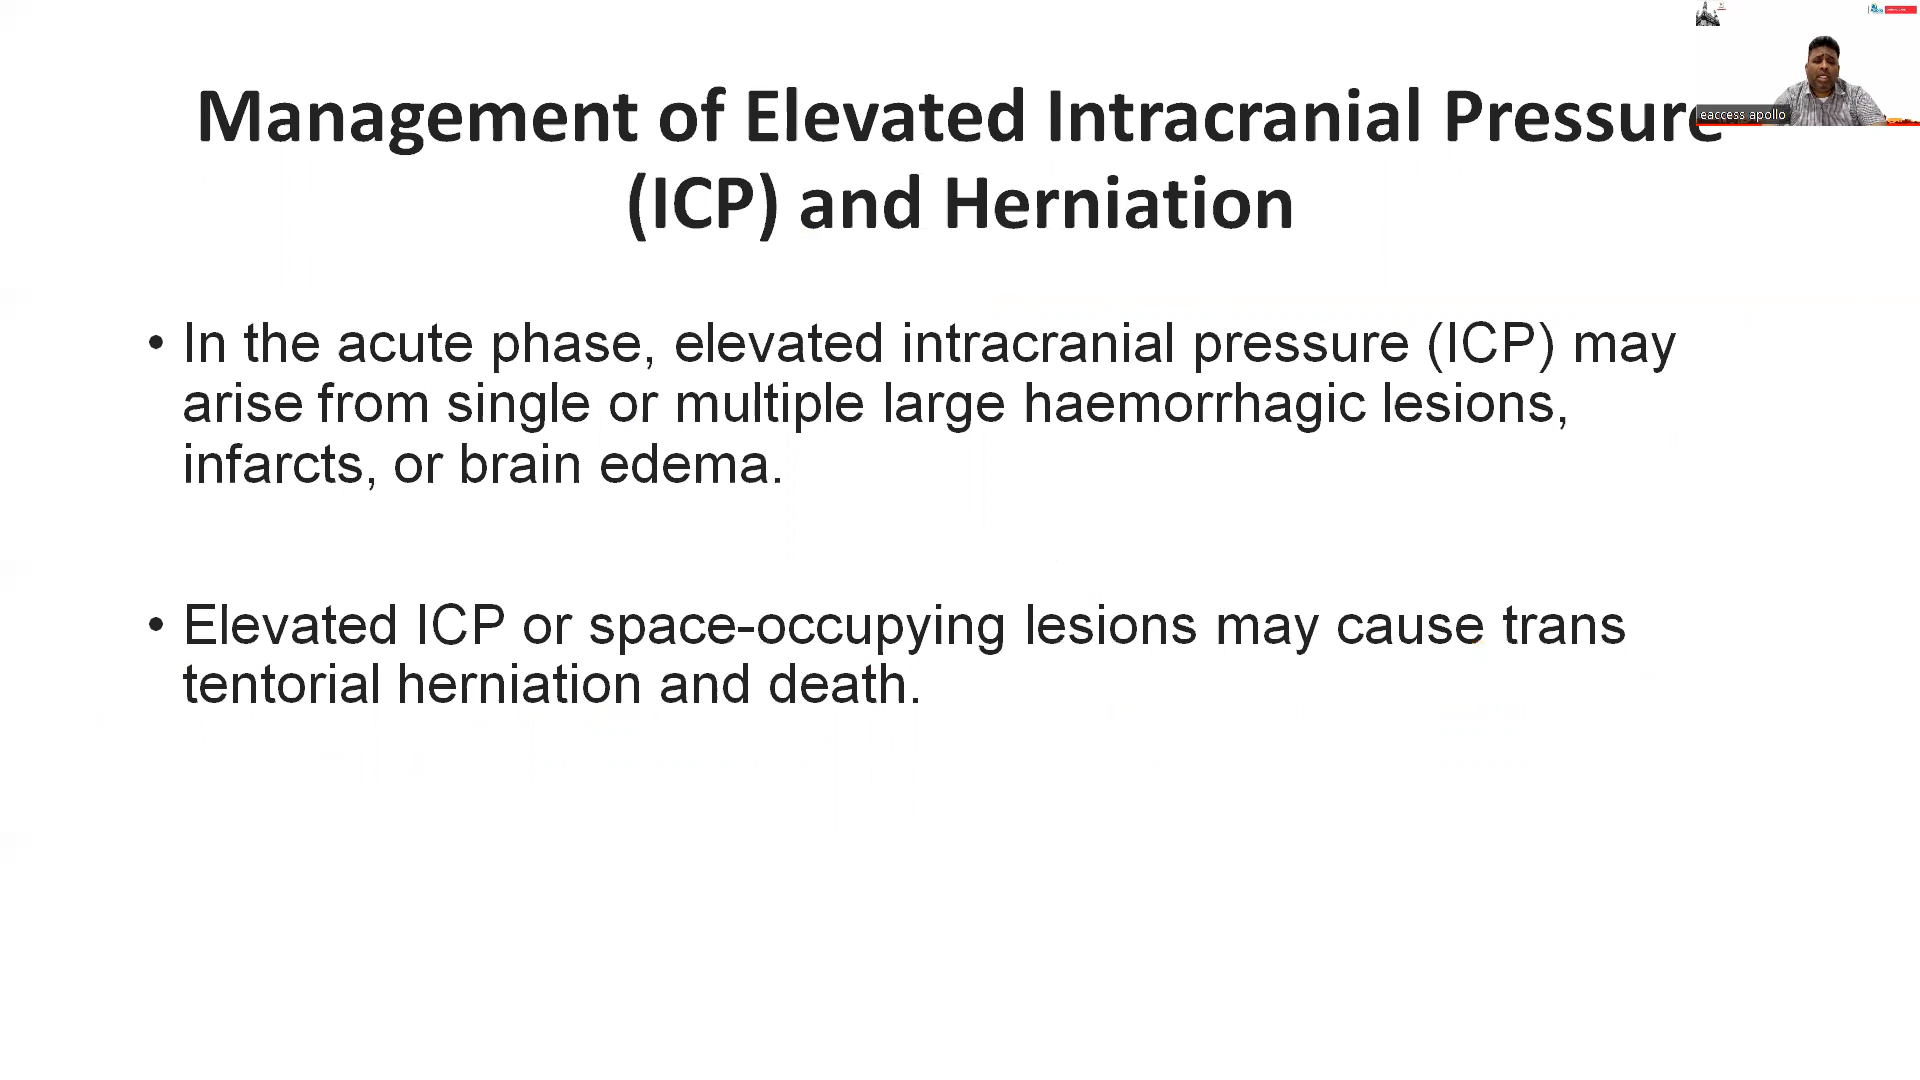 Management of Elevated Intracranial Pressure
(ICP) and Herniation
eaccess apollo
• In the acute phase, elevated intracranial pressure (ICP) may
arise from single or multiple large haemorrhagic lesions,
infarcts, or brain edema.
• Elevated ICP or space-occupying lesions may cause trans
tentorial herniation and death.